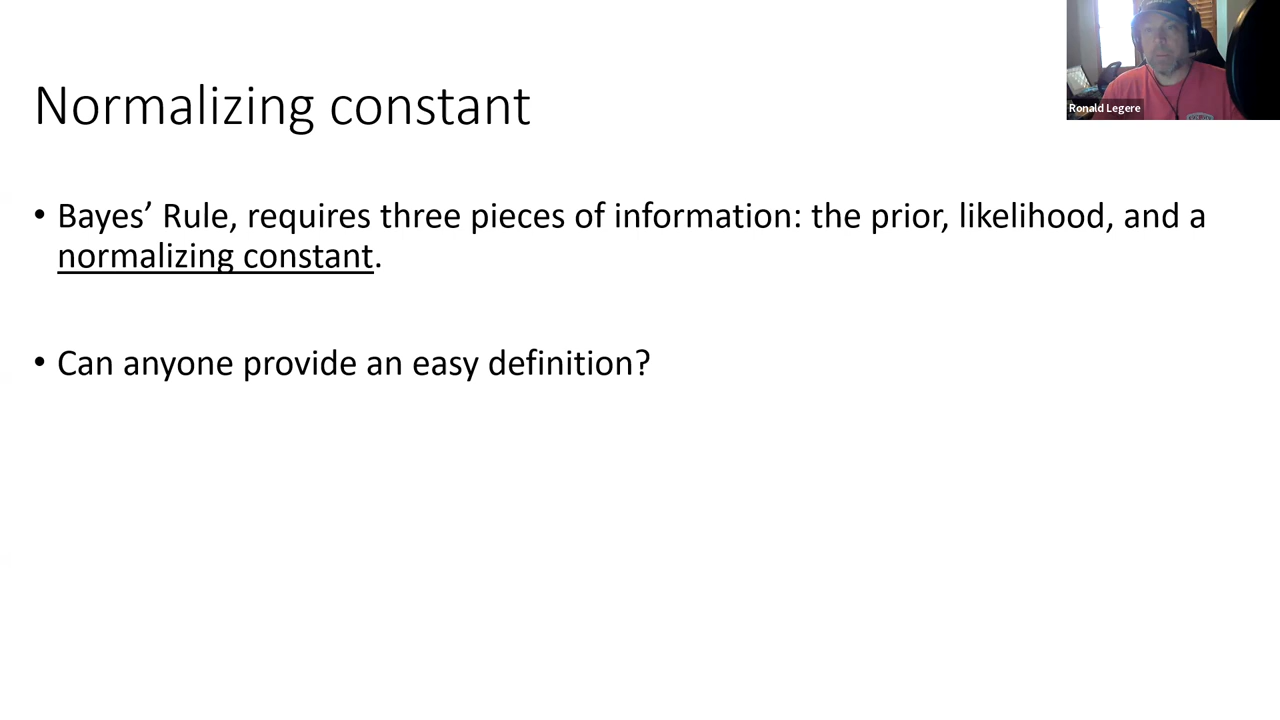 Normalizing constant
Ronald Legere
• Bayes’ Rule, requires three pieces of information: the prior, likelihood, and a
normalizing constant.
• Can anyone provide an easy definition?